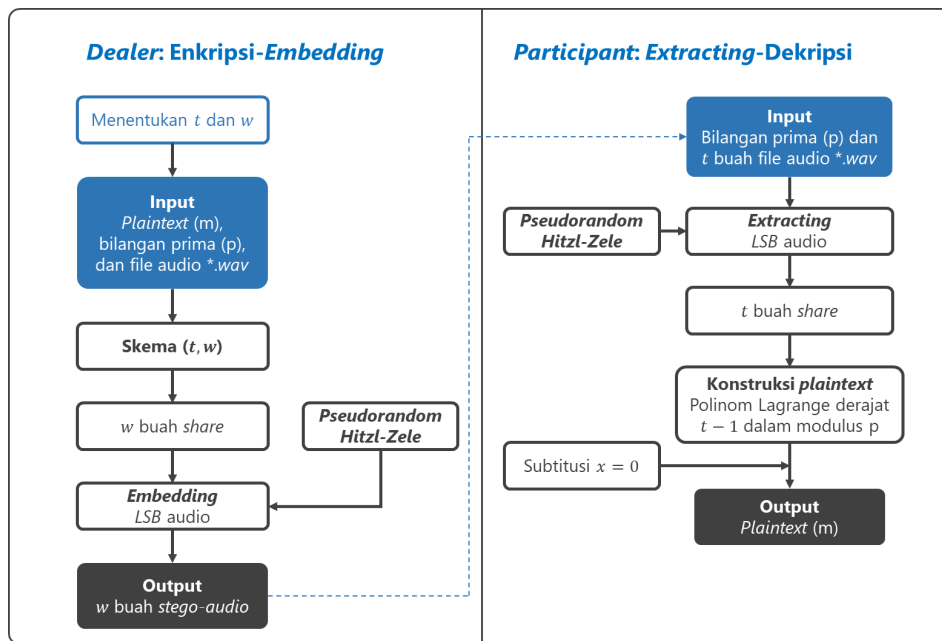 Dealer: Enkripsi-Embedding
Menentukan t dan w
Input
Plaintext (m),
bilangan prima (p),
dan file audio *.wav
Skema (t, w)
w buah share
Pseudorandom
Hitzl-Zele
Embedding
LSB audio
Output
w buah stego-audio
Participant: Extracting-Dekripsi
Input
Bilangan prima (p) dan
t buah file audio *.wav
Pseudorandom
Hitzl-Zele
Extracting
LSB audio
t buah share
Konstruksi plaintext
Polinom Lagrange derajat
t − 1 dalam modulus p
Subtitusi x = 0
Output
Plaintext (m)